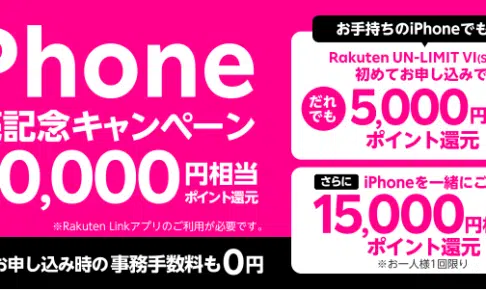 Phone
記念キャンペーン
0,000円相当
ポイント還元
※Rakuten Linkアプリのご利用が必要です。
お申し込み時の事務手数料も0円
お手持ちのiPhoneでも
Rakuten UN-LIMIT VI(S
初めてお申し込みで
だれでも
5,000円
ポイント還元
さらに
iPhoneを一緒にご
15,000円
ポイント還元
※お一人様1回限り